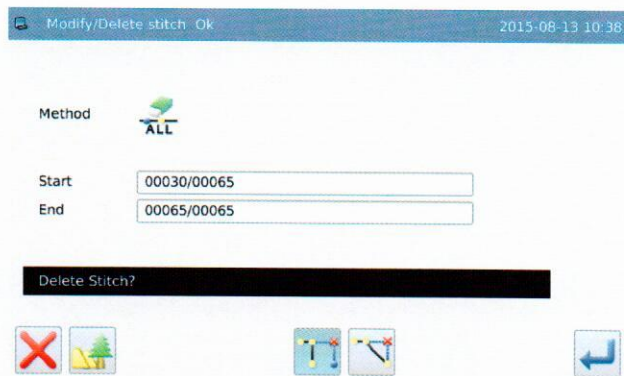 Modify/Delete stitch Ok 2015-08-13 10:38
Method
ALL
Start 00030/00065
End 00065/00065
Delete Stitch?